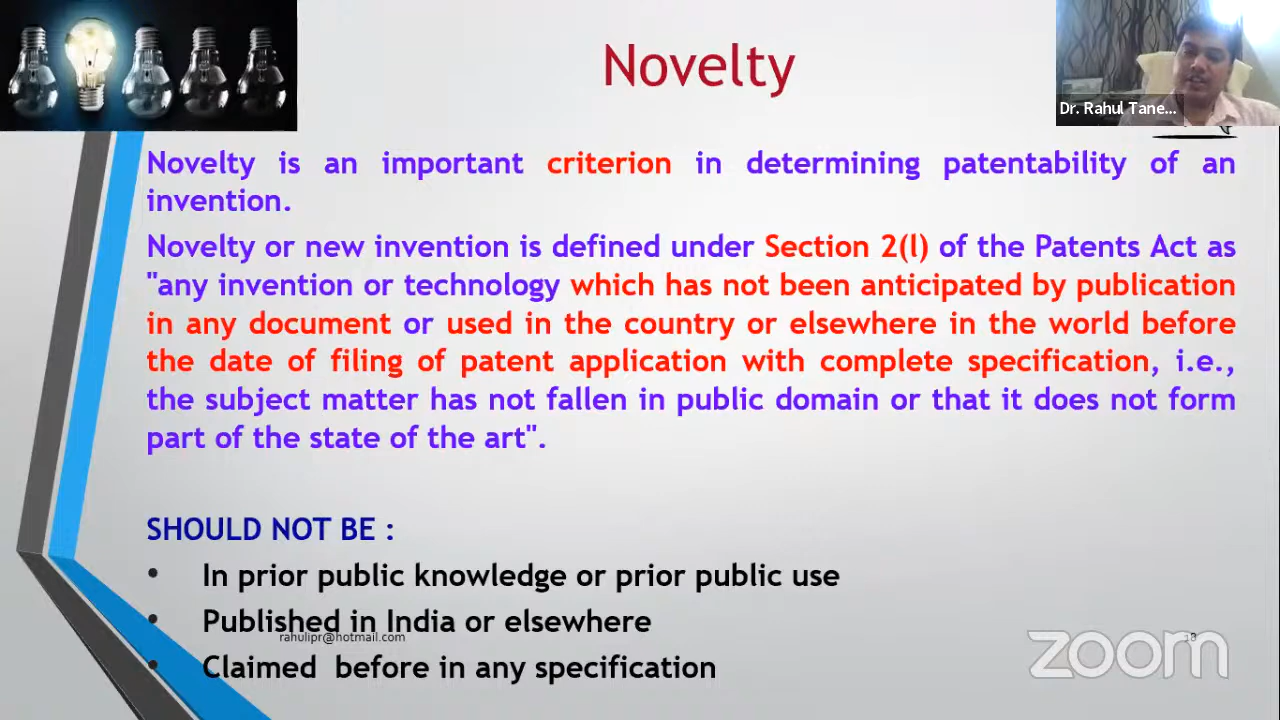 Novelty
Dr. Rahul Tane...
Novelty is an important criterion in determining patentability of an
invention.
Novelty or new invention is defined under Section 2(l) of the Patents Act as
"any invention or technology which has not been anticipated by publication
in any document or used in the country or elsewhere in the world before
the date of filing of patent application with complete specification, i.e.,
the subject matter has not fallen in public domain or that it does not form
part of the state of the art".
SHOULD NOT BE :
• In prior public knowledge or prior public use
• Published in India or elsewhere
rahulipr@hotmail.com
• Claimed before in any specification
zoom